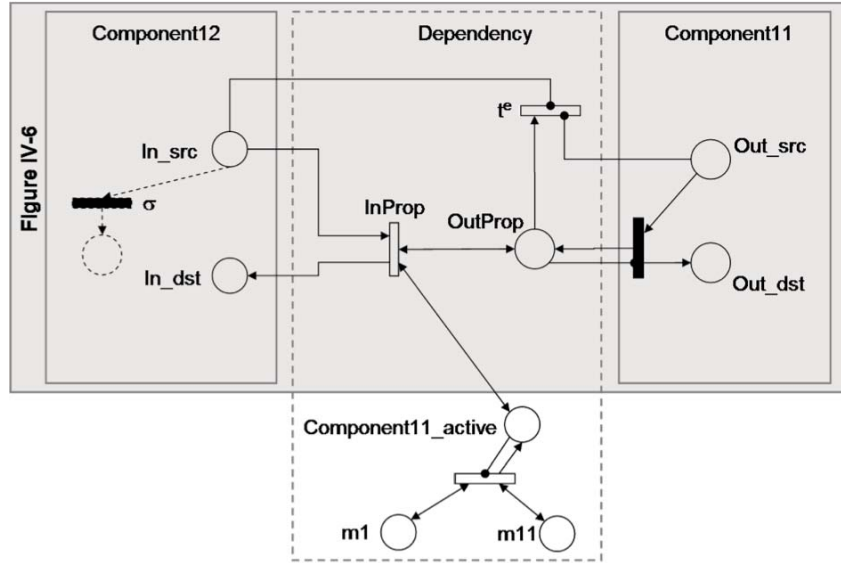 Component12
Dependency
Component11
Figure IV-6
tᵉ
In_src
Out_src
σ
InProp
OutProp
In_dst
Out_dst
Component11_active
m1
m11